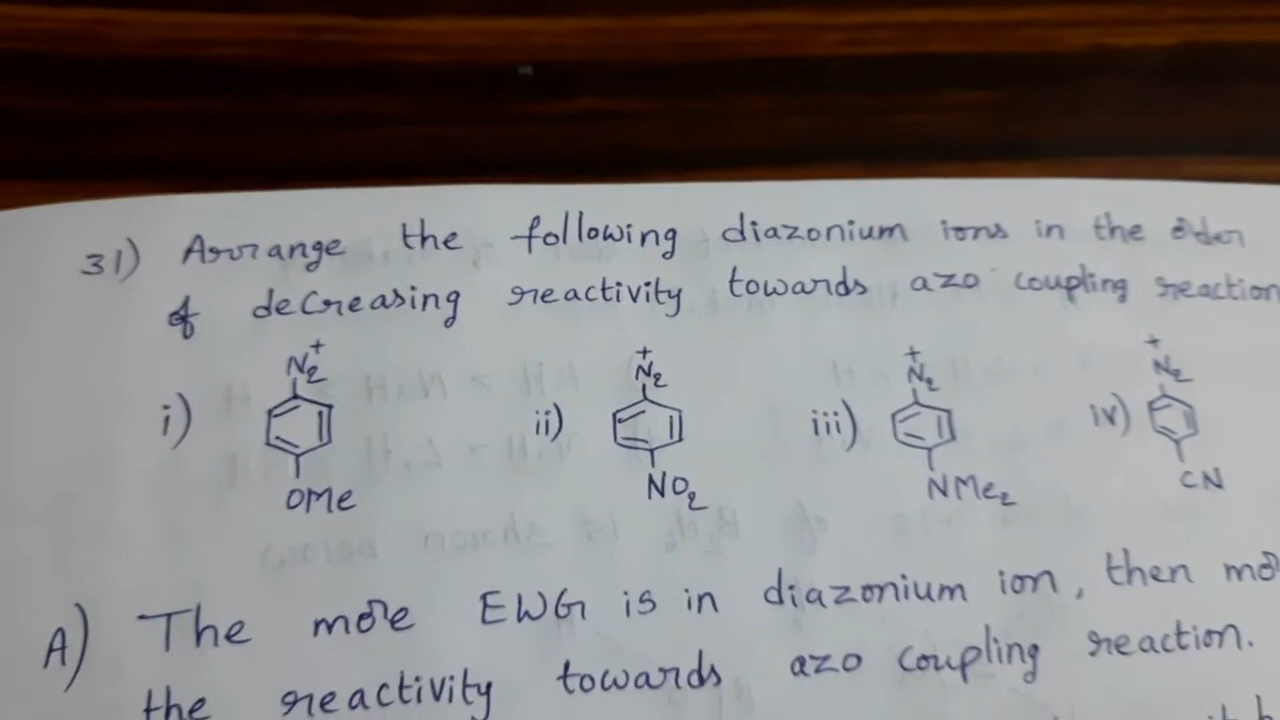 31) Arrange the following diazonium ions in the order
of decreasing reactivity towards azo coupling reaction
N2+ N2+ N2+ N2+
i) ii) iii) iv)
OMe NO2 NMe2 CN
A) The more EWG is in diazonium ion, then mo
the reactivity towards azo coupling reaction.